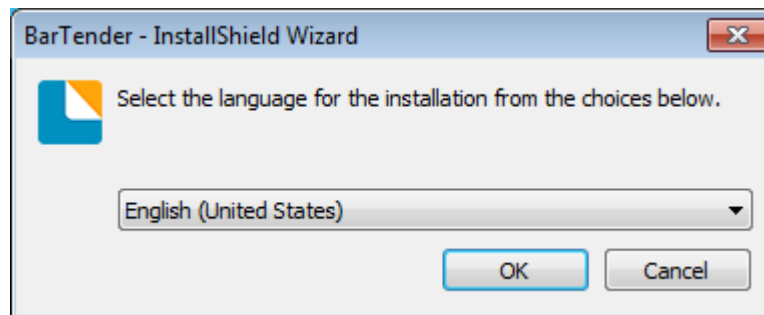 BarTender - InstallShield Wizard
Select the language for the installation from the choices below.
English (United States)
OK
Cancel